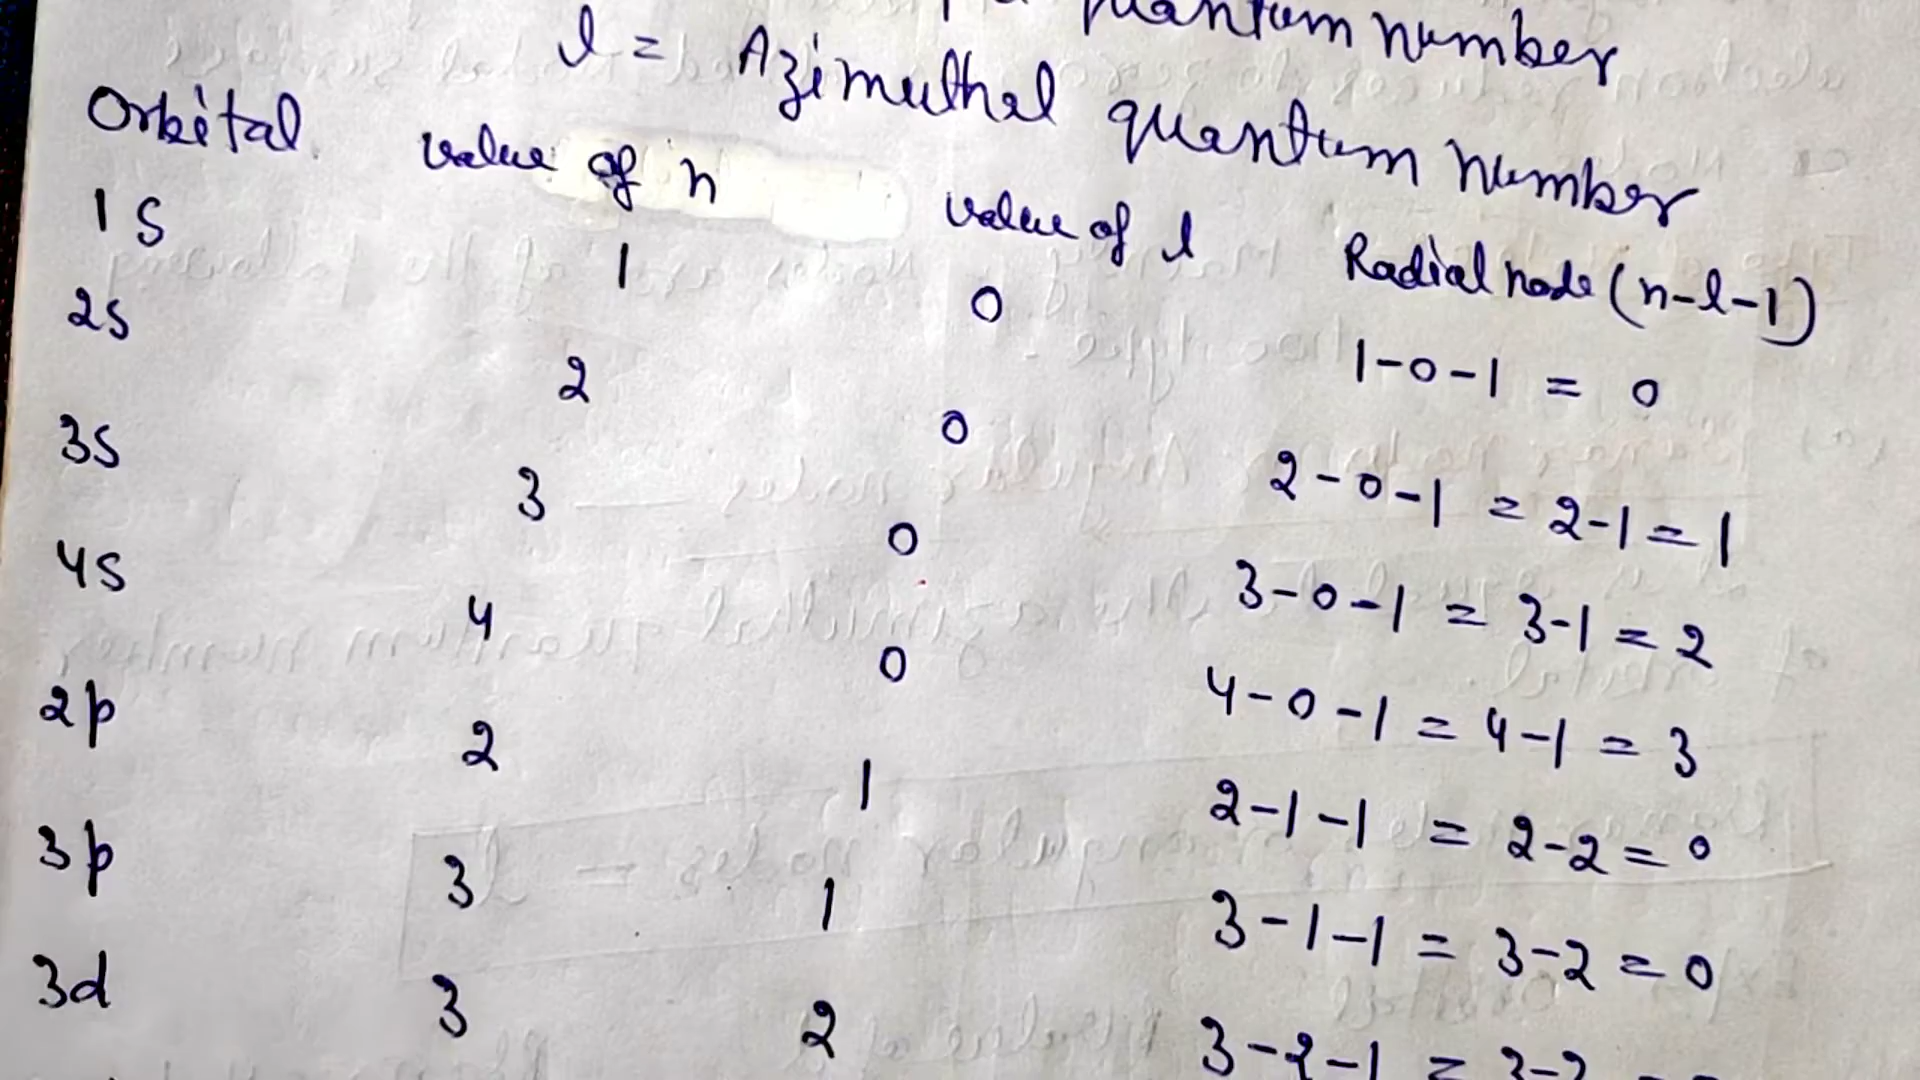 quantum number
l = Azimuthal quantum Number
Orbital value of n value of l Radial node (n-l-1)
1s 1 0 1-0-1 = 0
2s 2 0 2-0-1 = 2-1 = 1
3s 3 0 3-0-1 = 3-1 = 2
4s 4 0 4-0-1 = 4-1 = 3
2p 2 1 2-1-1 = 2-2 = 0
3p 3 1 3-1-1 = 3-2 = 0
3d 3 2 3-2-1 =